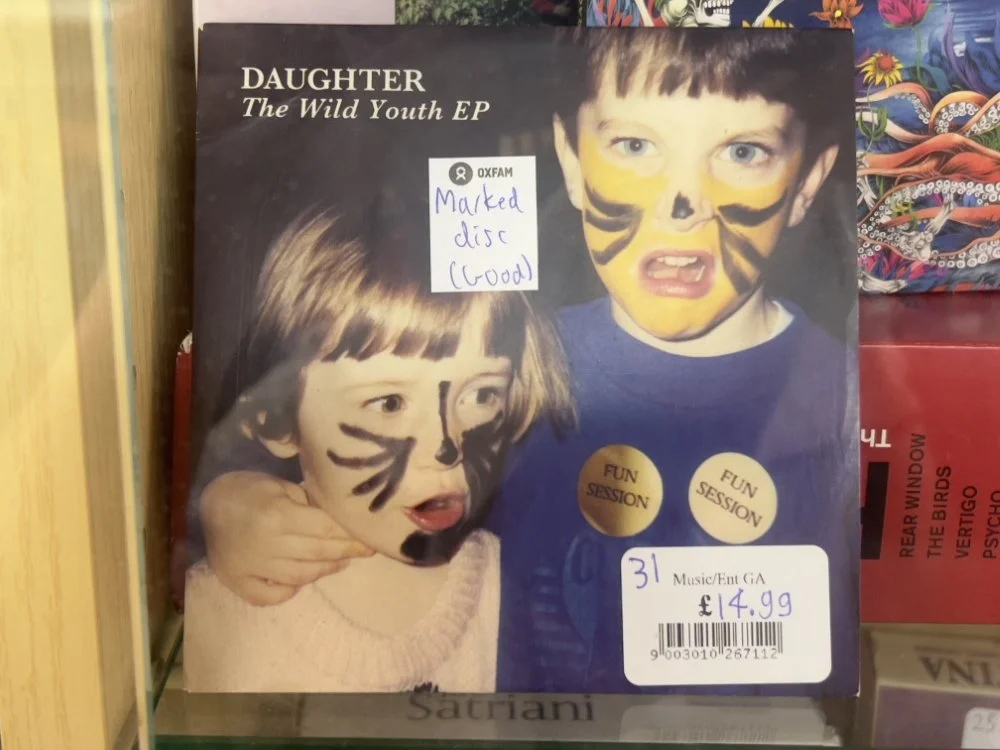 DAUGHTER
The Wild Youth EP
OXFAM
Marked
disc
(Good)
FUN
SESSION
FUN
SESSION
31
Music/Ent GA
£14.99
9 003010 267112
REAR WINDOW
THE BIRDS
VERTIGO
PSYCHO
Satriani